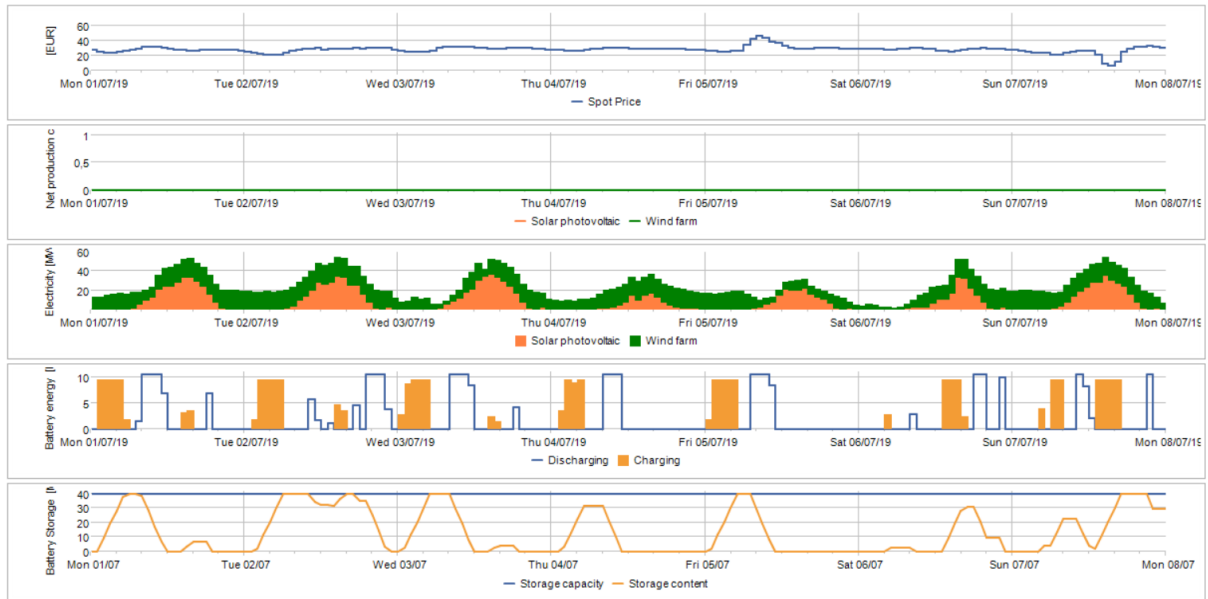 [EUR]
60
40
20
0
Mon 01/07/19 Tue 02/07/19 Wed 03/07/19 Thu 04/07/19 Fri 05/07/19 Sat 06/07/19 Sun 07/07/19 Mon 08/07/19
Spot Price
Net production c
1
0,5
0
Mon 01/07/19 Tue 02/07/19 Wed 03/07/19 Thu 04/07/19 Fri 05/07/19 Sat 06/07/19 Sun 07/07/19 Mon 08/07/19
Solar photovoltaic Wind farm
Electricity [MW
60
40
20
Mon 01/07/19 Tue 02/07/19 Wed 03/07/19 Thu 04/07/19 Fri 05/07/19 Sat 06/07/19 Sun 07/07/19 Mon 08/07/19
Solar photovoltaic Wind farm
Battery energy
10
5
0
Mon 01/07/19 Tue 02/07/19 Wed 03/07/19 Thu 04/07/19 Fri 05/07/19 Sat 06/07/19 Sun 07/07/19 Mon 08/07/19
Discharging Charging
Battery Storage
40
30
20
10
0
Mon 01/07 Tue 02/07 Wed 03/07 Thu 04/07 Fri 05/07 Sat 06/07 Sun 07/07 Mon 08/07
Storage capacity Storage content